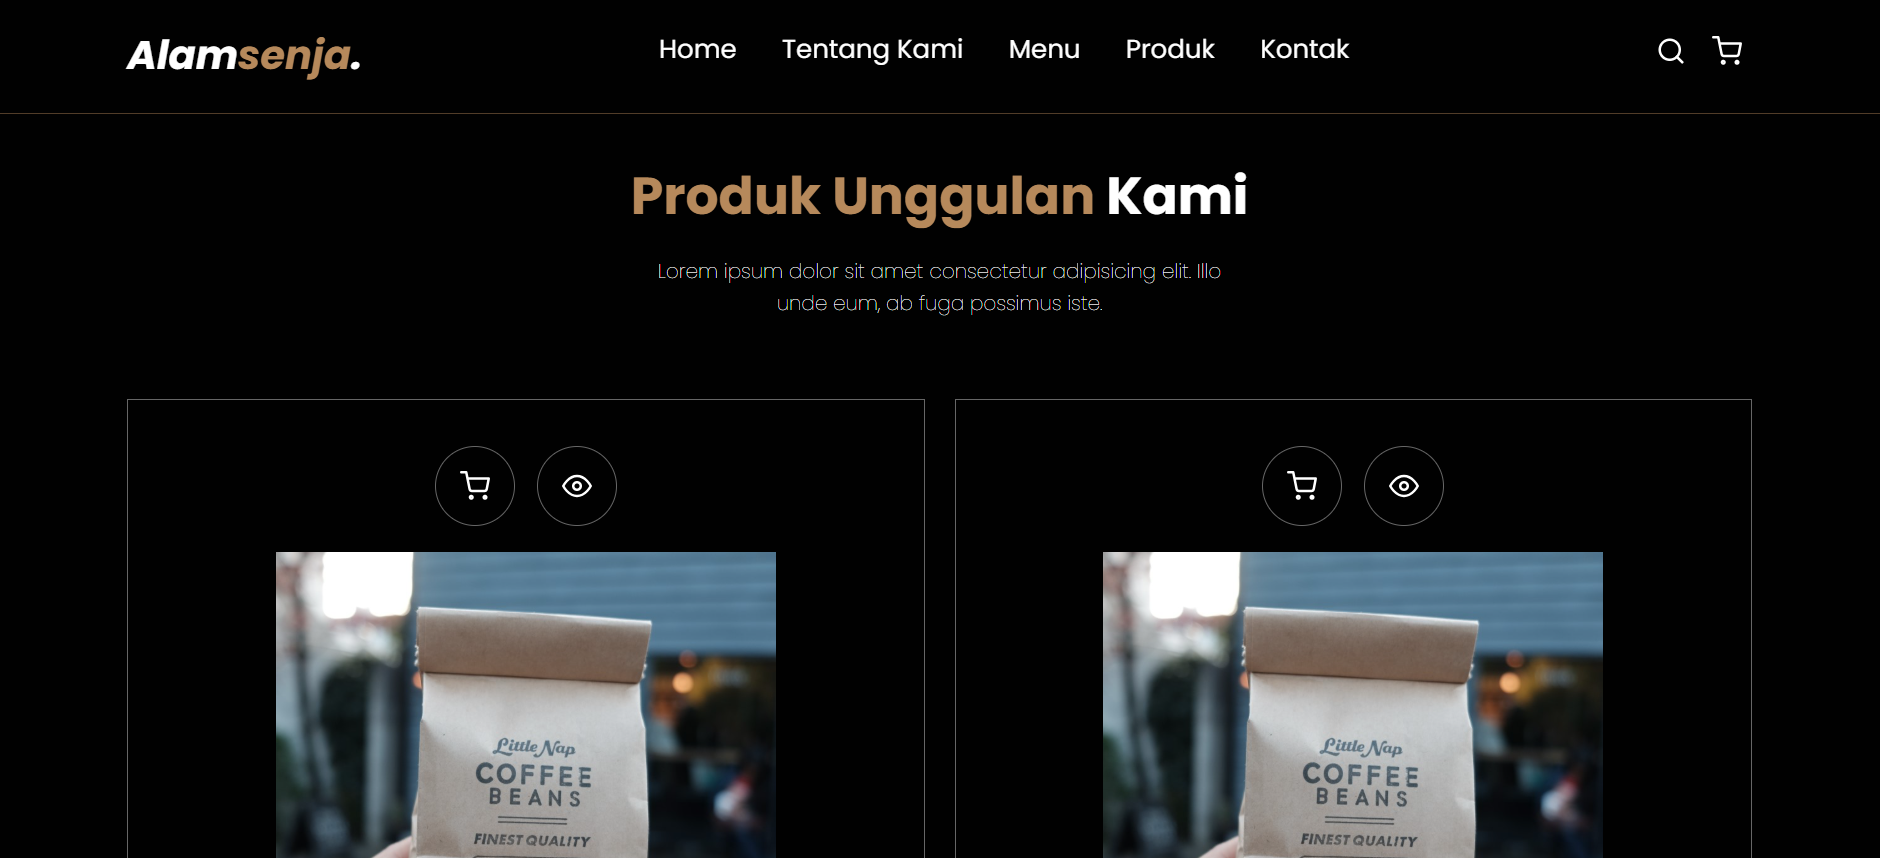 Alamsenja.
Home Tentang Kami Menu Produk Kontak
Produk Unggulan Kami
Lorem ipsum dolor sit amet consectetur adipisicing elit. Illo
unde eum, ab fuga possimus iste.
Little Nap
COFFEE
BEANS
FINEST QUALITY
Little Nap
COFFEE
BEANS
FINEST QUALITY